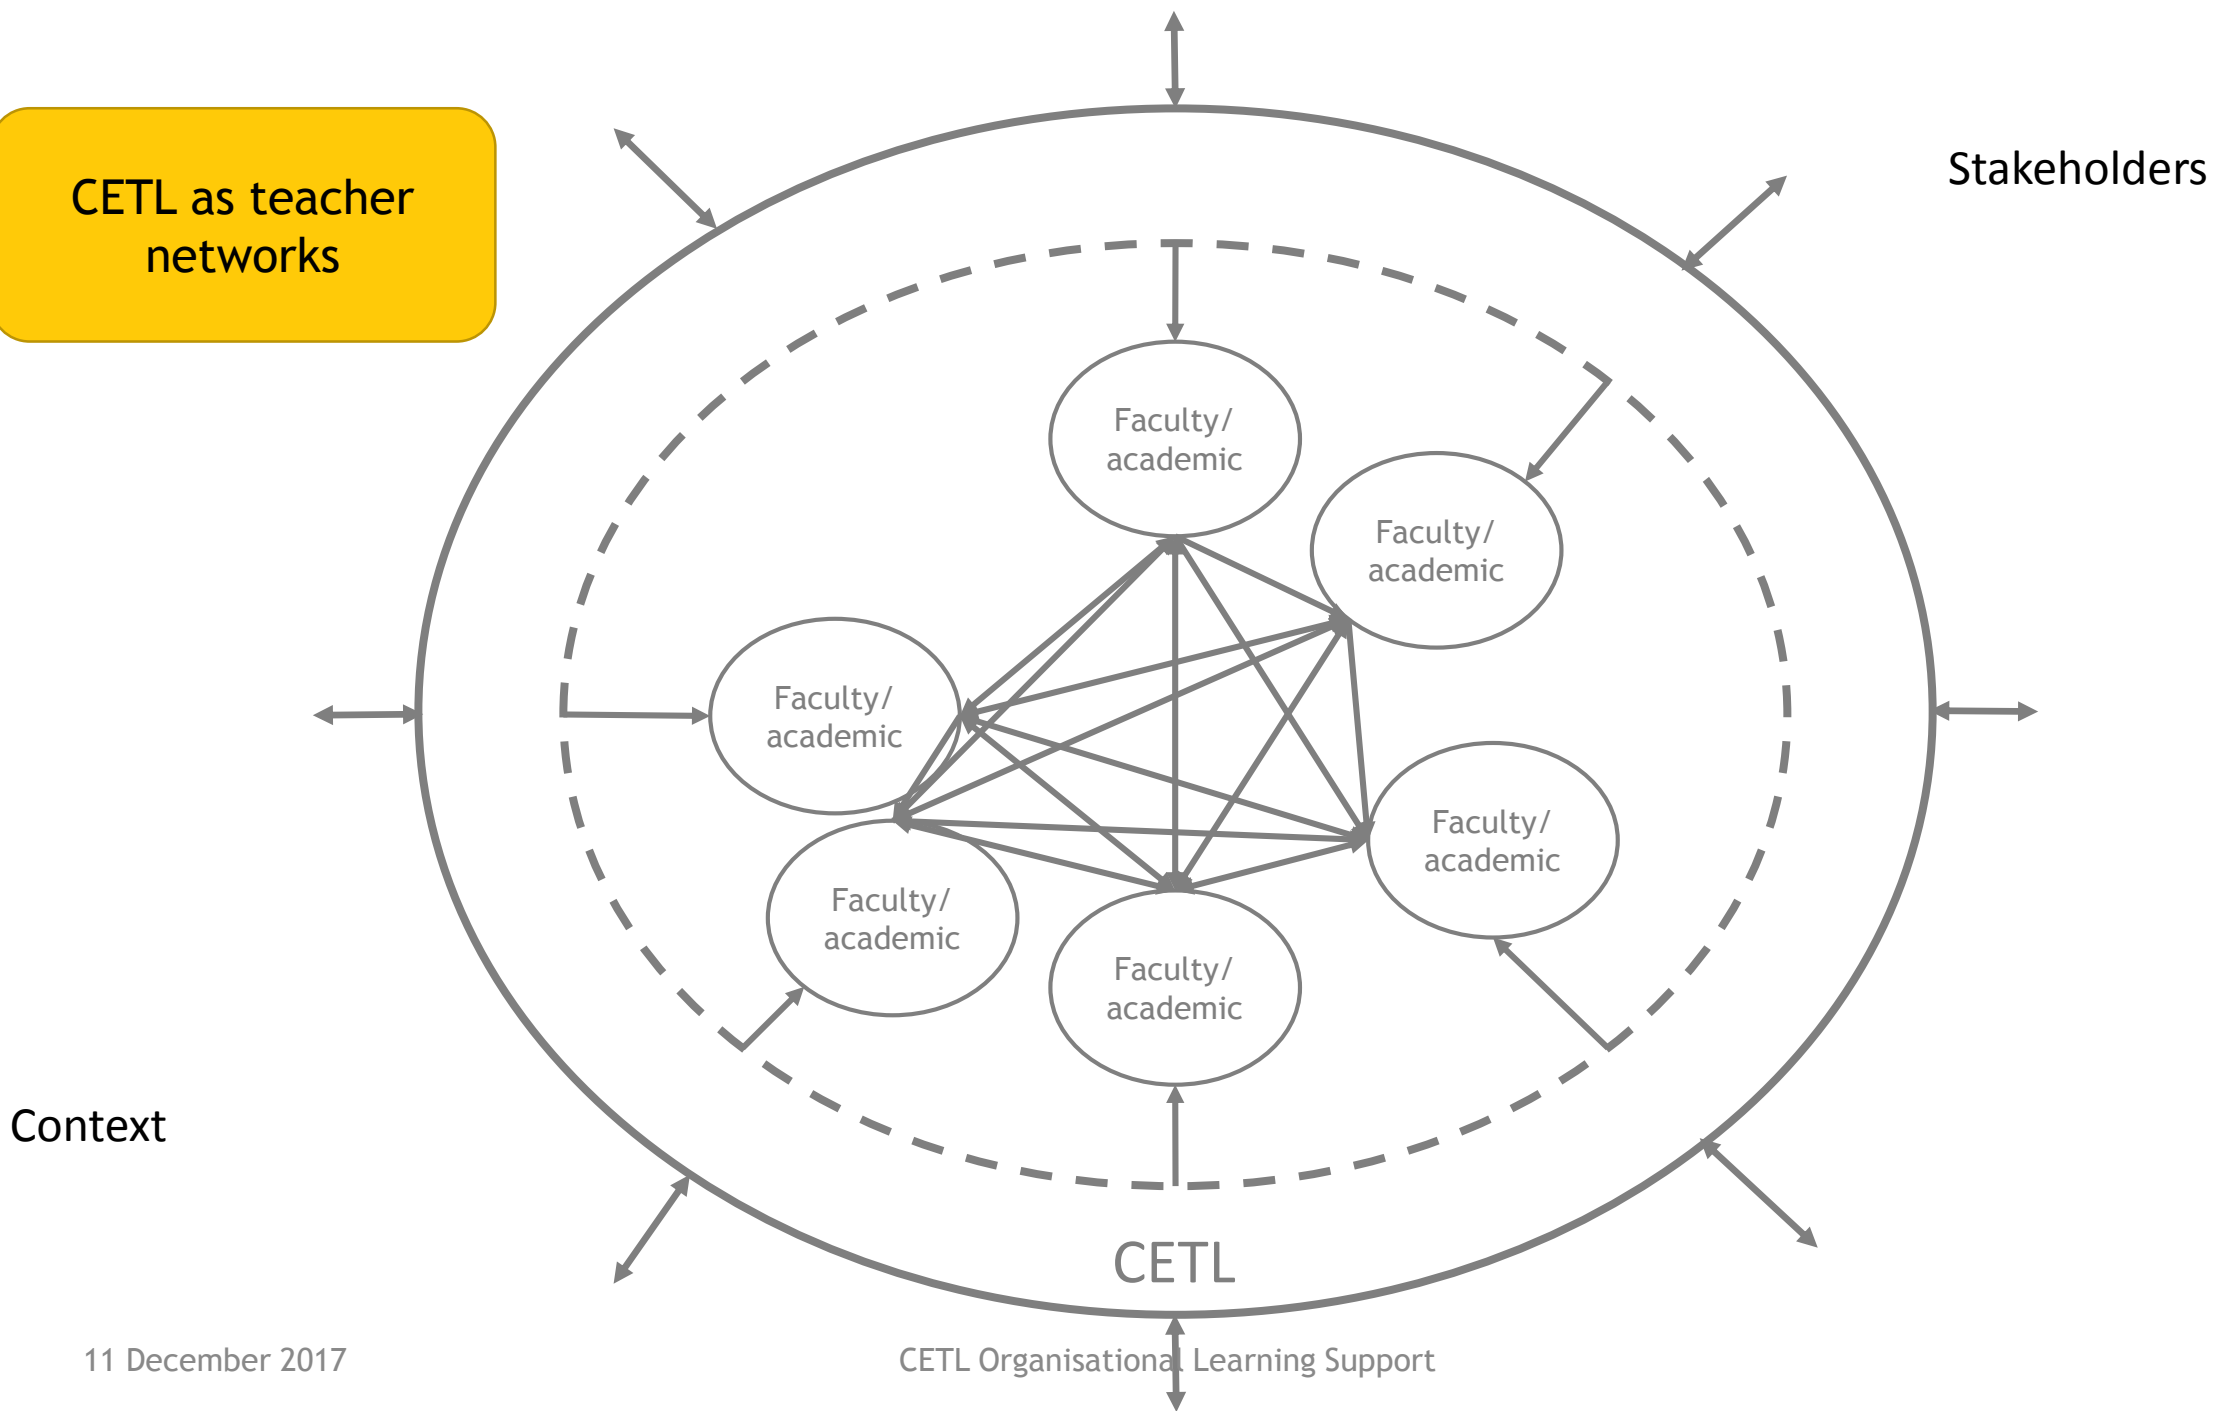 CETL as teacher
networks
Stakeholders
Faculty/
academic
Faculty/
academic
Faculty/
academic
Faculty/
academic
Faculty/
academic
Faculty/
academic
Context
CETL
11 December 2017
CETL Organisational Learning Support